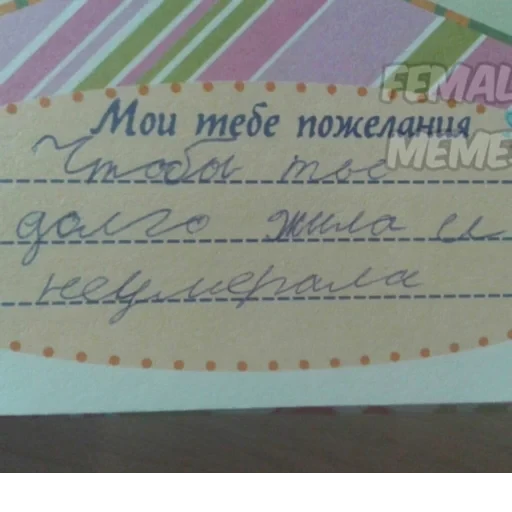 FEMALE
MEMES
Мои тебе пожелания
Чтобы ты
долго жила и
неумерала